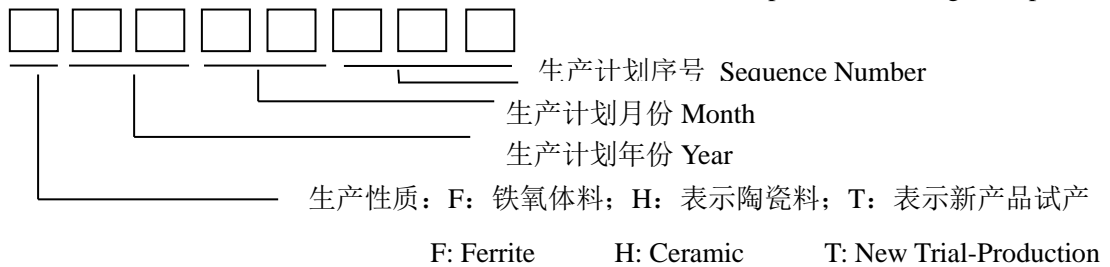 生产计划序号 Sequence Number
生产计划月份 Month
生产计划年份 Year
生产性质：F：铁氧体料；H：表示陶瓷料；T：表示新产品试产
F: Ferrite H: Ceramic T: New Trial-Production